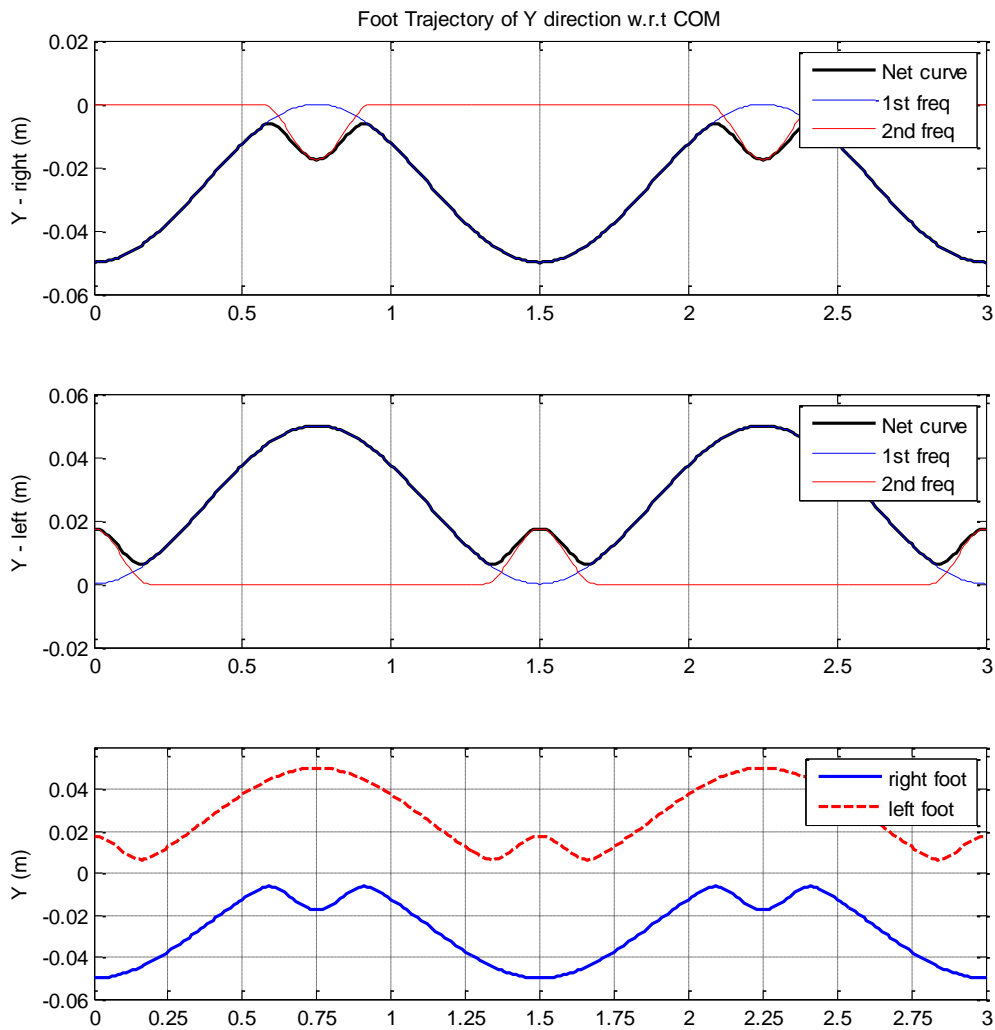 Foot Trajectory of Y direction w.r.t COM
0.02
0
-0.02
-0.04
-0.06
Y - right (m)
Net curve
1st freq
2nd freq
0 0.5 1 1.5 2 2.5 3
0.06
0.04
0.02
0
-0.02
Y - left (m)
Net curve
1st freq
2nd freq
0 0.5 1 1.5 2 2.5 3
0.04
0.02
0
-0.02
-0.04
-0.06
Y (m)
right foot
left foot
0 0.25 0.5 0.75 1 1.25 1.5 1.75 2 2.25 2.5 2.75 3